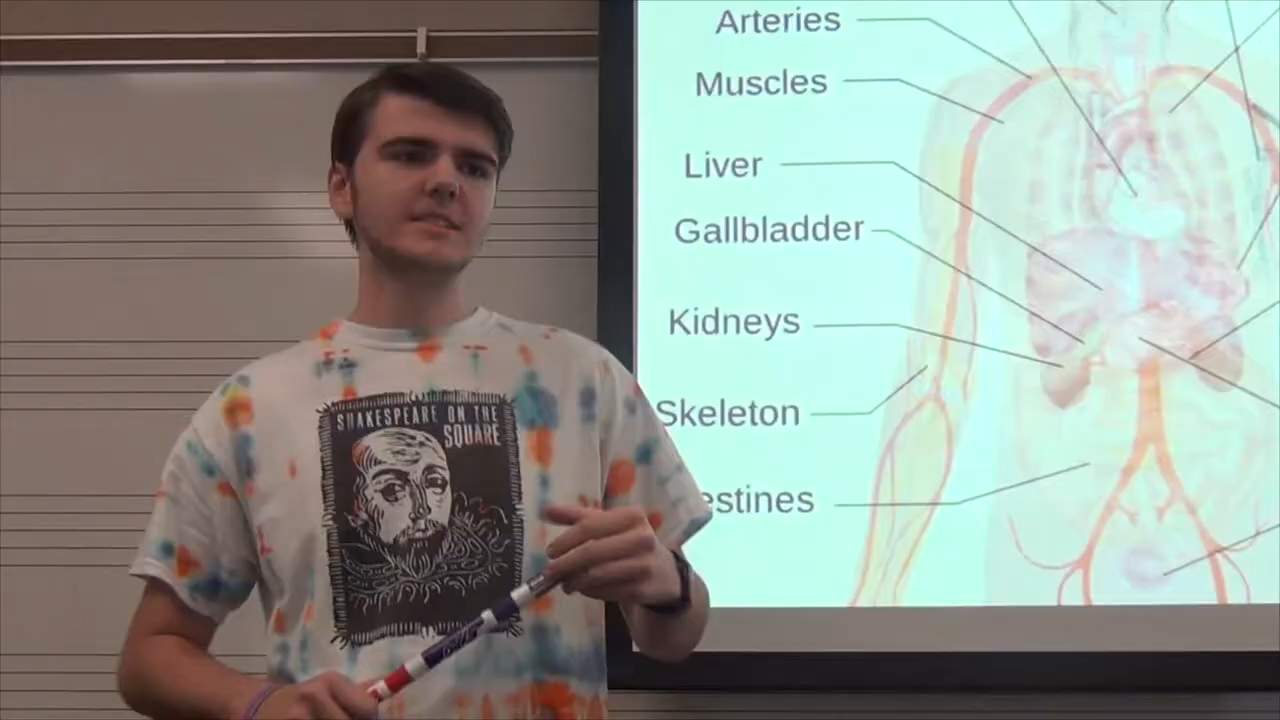 Arteries
Muscles
Liver
Gallbladder
Kidneys
Skeleton
estines
SHAKESPEARE ON THE
SQUARE